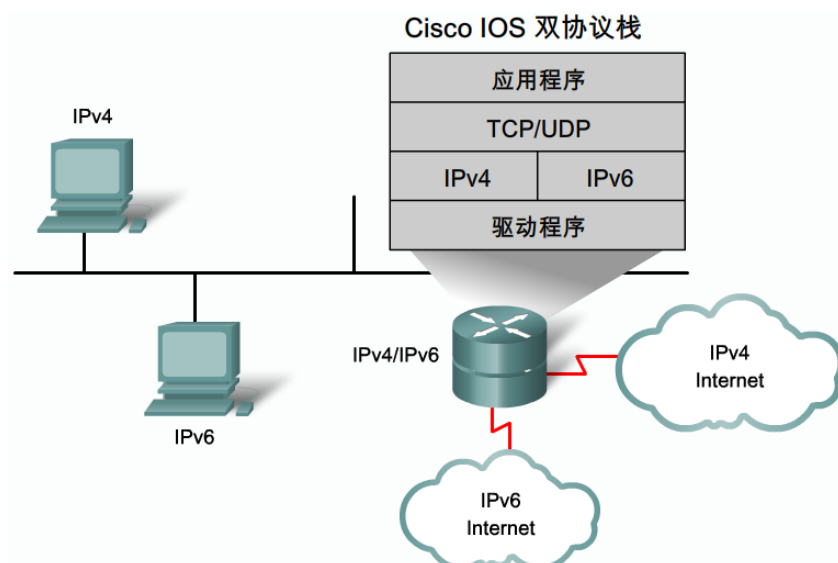 Cisco IOS 双协议栈
应用程序
TCP/UDP
IPv4 IPv6
驱动程序
IPv4
IPv6
IPv4/IPv6
IPv4
Internet
IPv6
Internet